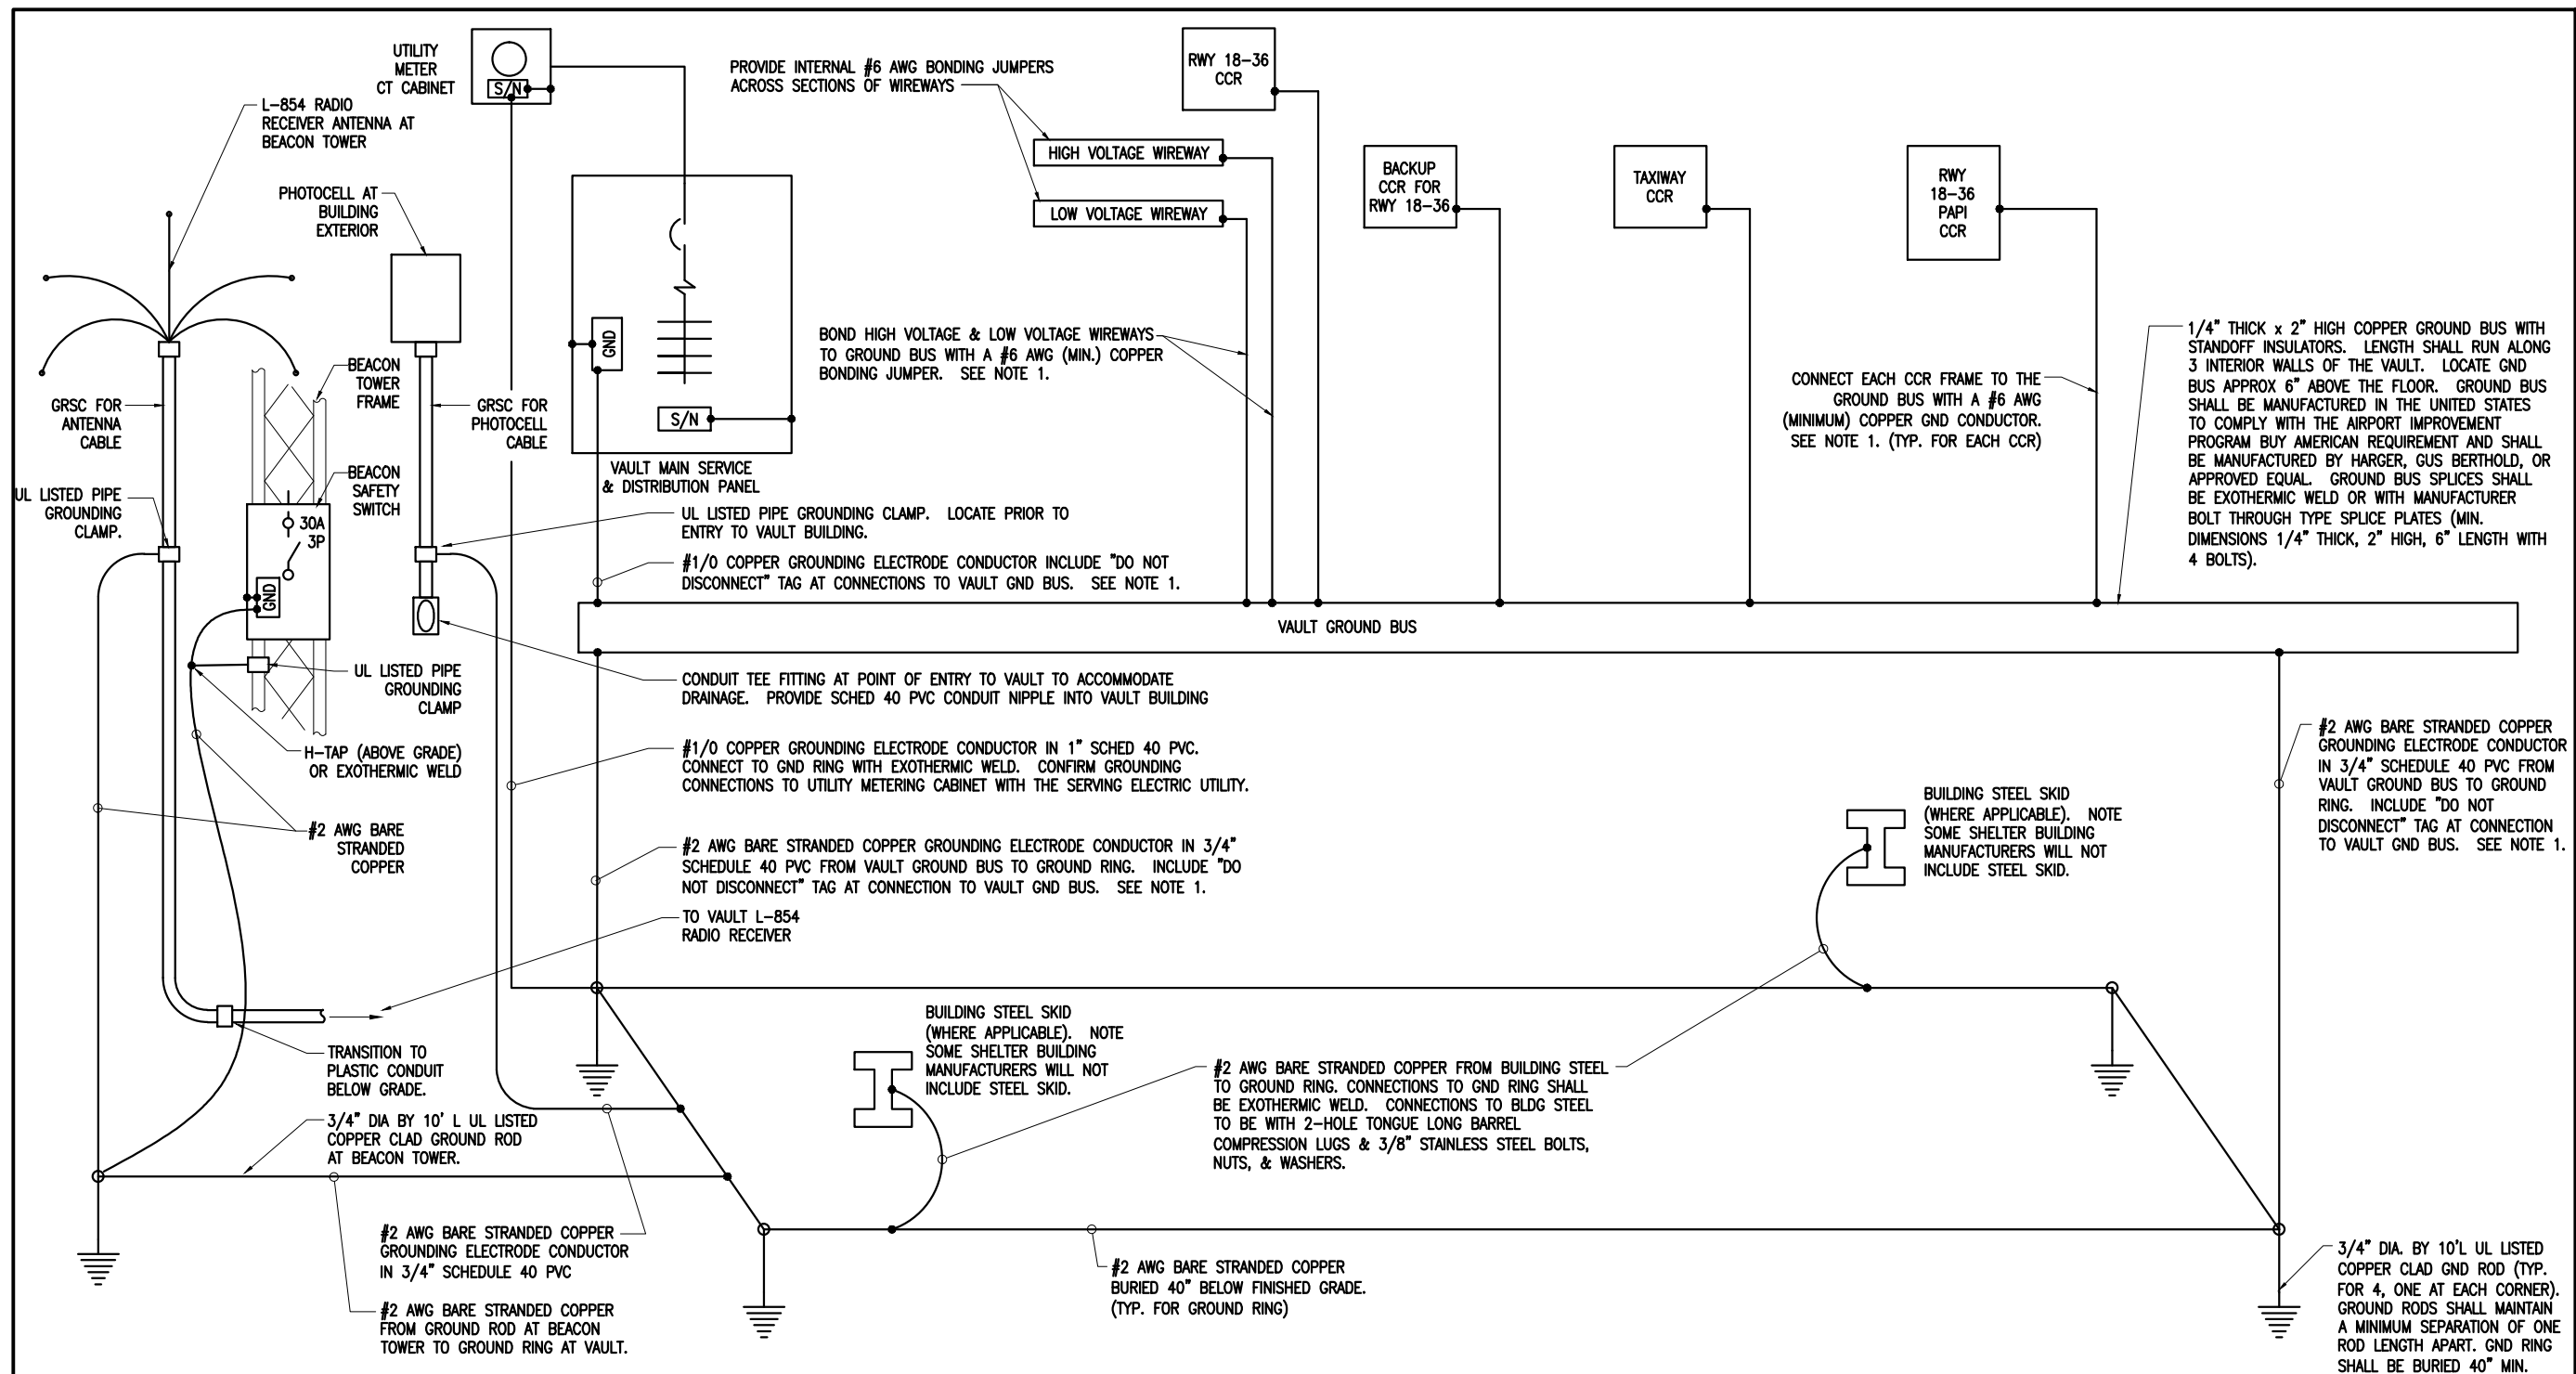 UTILITY
METER
CT CABINET
S/N
L-854 RADIO
RECEIVER ANTENNA AT
BEACON TOWER
PHOTOCELL AT
BUILDING
EXTERIOR
GRSC FOR
ANTENNA
CABLE
BEACON
TOWER
FRAME
GRSC FOR
PHOTOCELL
CABLE
BEACON
SAFETY
SWITCH
UL LISTED PIPE
GROUNDING
CLAMP.
30A
3P
GND
UL LISTED PIPE
GROUNDING
CLAMP
H-TAP (ABOVE GRADE)
OR EXOTHERMIC WELD
#2 AWG BARE
STRANDED
COPPER
GND
S/N
VAULT MAIN SERVICE
& DISTRIBUTION PANEL
PROVIDE INTERNAL #6 AWG BONDING JUMPERS
ACROSS SECTIONS OF WIREWAYS
HIGH VOLTAGE WIREWAY
LOW VOLTAGE WIREWAY
RWY 18-36
CCR
BACKUP
CCR FOR
RWY 18-36
TAXIWAY
CCR
RWY
18-36
PAPI
CCR
BOND HIGH VOLTAGE & LOW VOLTAGE WIREWAYS
TO GROUND BUS WITH A #6 AWG (MIN.) COPPER
BONDING JUMPER. SEE NOTE 1.
CONNECT EACH CCR FRAME TO THE
GROUND BUS WITH A #6 AWG
(MINIMUM) COPPER GND CONDUCTOR.
SEE NOTE 1. (TYP. FOR EACH CCR)
1/4" THICK x 2" HIGH COPPER GROUND BUS WITH
STANDOFF INSULATORS. LENGTH SHALL RUN ALONG
3 INTERIOR WALLS OF THE VAULT. LOCATE GND
BUS APPROX 6" ABOVE THE FLOOR. GROUND BUS
SHALL BE MANUFACTURED IN THE UNITED STATES
TO COMPLY WITH THE AIRPORT IMPROVEMENT
PROGRAM BUY AMERICAN REQUIREMENT AND SHALL
BE MANUFACTURED BY HARGER, GUS BERTHOLD, OR
APPROVED EQUAL. GROUND BUS SPLICES SHALL
BE EXOTHERMIC WELD OR WITH MANUFACTURER
BOLT THROUGH TYPE SPLICE PLATES (MIN.
DIMENSIONS 1/4" THICK, 2" HIGH, 6" LENGTH WITH
4 BOLTS).
UL LISTED PIPE GROUNDING CLAMP. LOCATE PRIOR TO
ENTRY TO VAULT BUILDING.
#1/0 COPPER GROUNDING ELECTRODE CONDUCTOR INCLUDE "DO NOT
DISCONNECT" TAG AT CONNECTIONS TO VAULT GND BUS. SEE NOTE 1.
VAULT GROUND BUS
CONDUIT TEE FITTING AT POINT OF ENTRY TO VAULT TO ACCOMMODATE
DRAINAGE. PROVIDE SCHED 40 PVC CONDUIT NIPPLE INTO VAULT BUILDING
#1/0 COPPER GROUNDING ELECTRODE CONDUCTOR IN 1" SCHED 40 PVC.
CONNECT TO GND RING WITH EXOTHERMIC WELD. CONFIRM GROUNDING
CONNECTIONS TO UTILITY METERING CABINET WITH THE SERVING ELECTRIC UTILITY.
#2 AWG BARE STRANDED COPPER GROUNDING ELECTRODE CONDUCTOR IN 3/4"
SCHEDULE 40 PVC FROM VAULT GROUND BUS TO GROUND RING. INCLUDE "DO
NOT DISCONNECT" TAG AT CONNECTION TO VAULT GND BUS. SEE NOTE 1.
TO VAULT L-854
RADIO RECEIVER
#2 AWG BARE STRANDED COPPER
GROUNDING ELECTRODE CONDUCTOR
IN 3/4" SCHEDULE 40 PVC FROM
VAULT GROUND BUS TO GROUND
RING. INCLUDE "DO NOT
DISCONNECT" TAG AT CONNECTION
TO VAULT GND BUS. SEE NOTE 1.
BUILDING STEEL SKID
(WHERE APPLICABLE). NOTE
SOME SHELTER BUILDING
MANUFACTURERS WILL NOT
INCLUDE STEEL SKID.
BUILDING STEEL SKID
(WHERE APPLICABLE). NOTE
SOME SHELTER BUILDING
MANUFACTURERS WILL NOT
INCLUDE STEEL SKID.
#2 AWG BARE STRANDED COPPER FROM BUILDING STEEL
TO GROUND RING. CONNECTIONS TO GND RING SHALL
BE EXOTHERMIC WELD. CONNECTIONS TO BLDG STEEL
TO BE WITH 2-HOLE TONGUE LONG BARREL
COMPRESSION LUGS & 3/8" STAINLESS STEEL BOLTS,
NUTS, & WASHERS.
TRANSITION TO
PLASTIC CONDUIT
BELOW GRADE.
3/4" DIA BY 10' L UL LISTED
COPPER CLAD GROUND ROD
AT BEACON TOWER.
#2 AWG BARE STRANDED COPPER
GROUNDING ELECTRODE CONDUCTOR
IN 3/4" SCHEDULE 40 PVC
#2 AWG BARE STRANDED COPPER
FROM GROUND ROD AT BEACON
TOWER TO GROUND RING AT VAULT.
#2 AWG BARE STRANDED COPPER
BURIED 40" BELOW FINISHED GRADE.
(TYP. FOR GROUND RING)
3/4" DIA. BY 10'L UL LISTED
COPPER CLAD GND ROD (TYP.
FOR 4, ONE AT EACH CORNER).
GROUND RODS SHALL MAINTAIN
A MINIMUM SEPARATION OF ONE
ROD LENGTH APART. GND RING
SHALL BE BURIED 40" MIN.